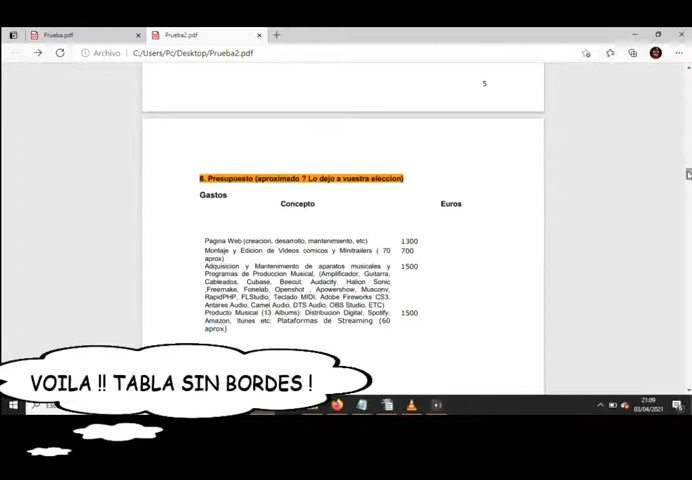 Prueba.pdf
Prueba2.pdf
Archivo
C:/Users/Pc/Desktop/Prueba2.pdf
5
6. Presupuesto (aproximado ? Lo dejo a vuestra eleccion)
Gastos
Concepto Euros
Pagina Web (creacion, desarrollo, mantenimiento, etc) 1300
Montaje y Edicion de Videos comicos y Minitrailers ( 70 700
aprox)
Adquisicion y Mantenimiento de aparatos musicales y 1500
Programas de Produccion Musical, (Amplificador, Guitarra,
Cableados, Cubase, Beecut, Audacity, Halion Sonic
,Freemake, Fonelab, Openshot , Apowershow, Musconv,
RapidPHP, FLStudio, Teclado MIDI, Adobe Fireworks CS3,
Antares Audio, Camel Audio, DTS Audio, OBS Studio, ETC)
Producto Musical (13 Albums): Distribucion Digital, Spotify, 1500
Amazon, Itunes etc: Plataformas de Streaming (60
aprox)
VOILA !! TABLA SIN BORDES !
21:09
03/04/2021